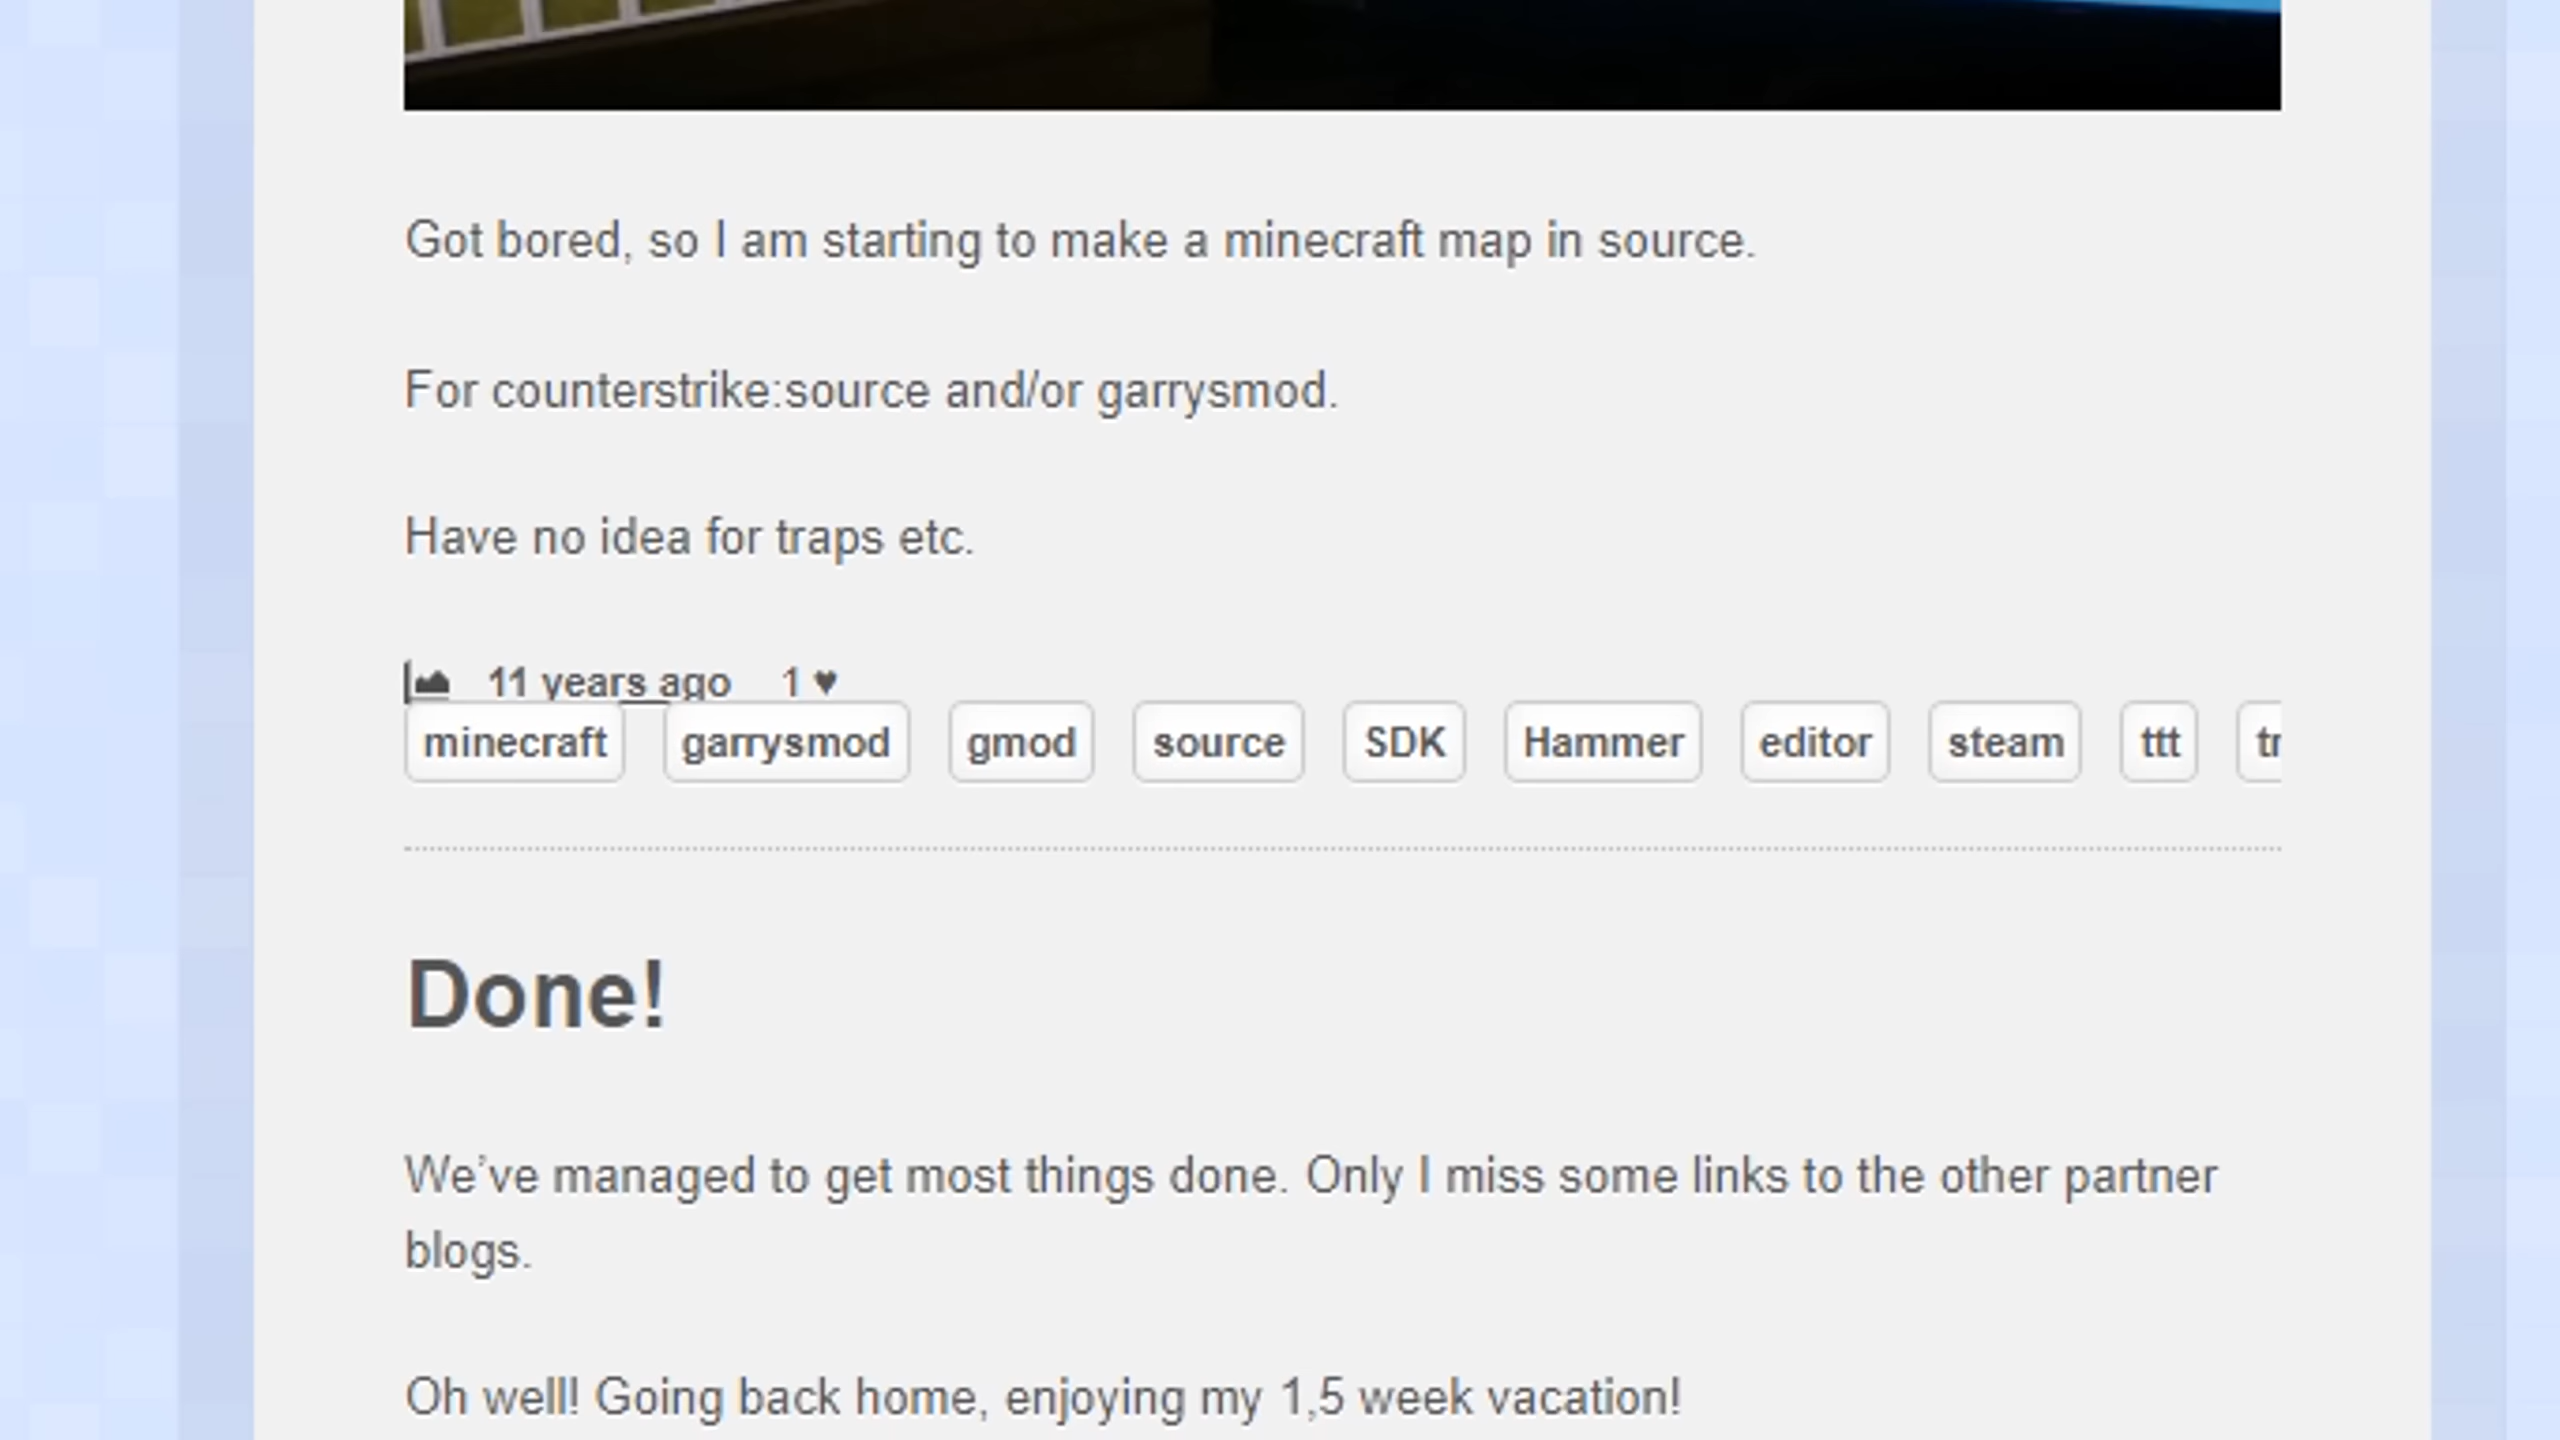 Got bored, so I am starting to make a minecraft map in source.
For counterstrike:source and/or garrysmod.
Have no idea for traps etc.
11 years ago 1 ♥
minecraft garrysmod gmod source SDK Hammer editor steam ttt
Done!
We’ve managed to get most things done. Only I miss some links to the other partner
blogs.
Oh well! Going back home, enjoying my 1,5 week vacation!